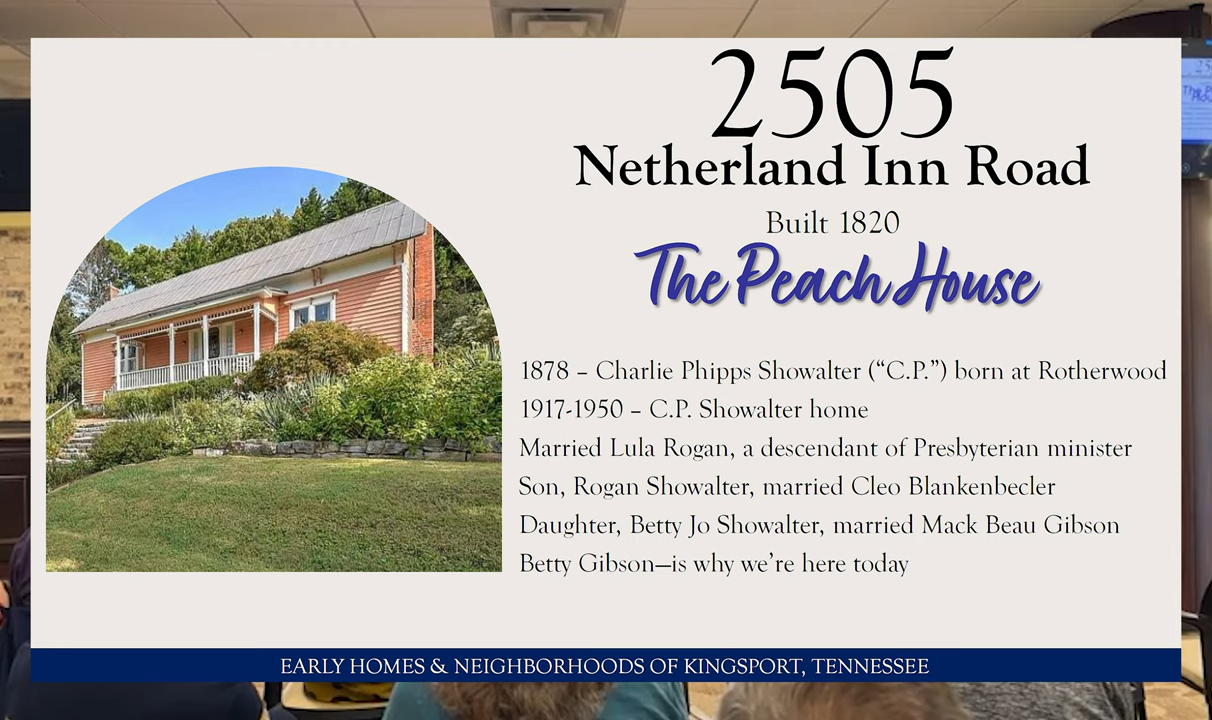 2505
Netherland Inn Road
Built 1820
The Peach House
1878 – Charlie Phipps Showalter (“C.P.”) born at Rotherwood
1917-1950 – C.P. Showalter home
Married Lula Rogan, a descendant of Presbyterian minister
Son, Rogan Showalter, married Cleo Blankenbecler
Daughter, Betty Jo Showalter, married Mack Beau Gibson
Betty Gibson—is why we’re here today
EARLY HOMES & NEIGHBORHOODS OF KINGSPORT, TENNESSEE